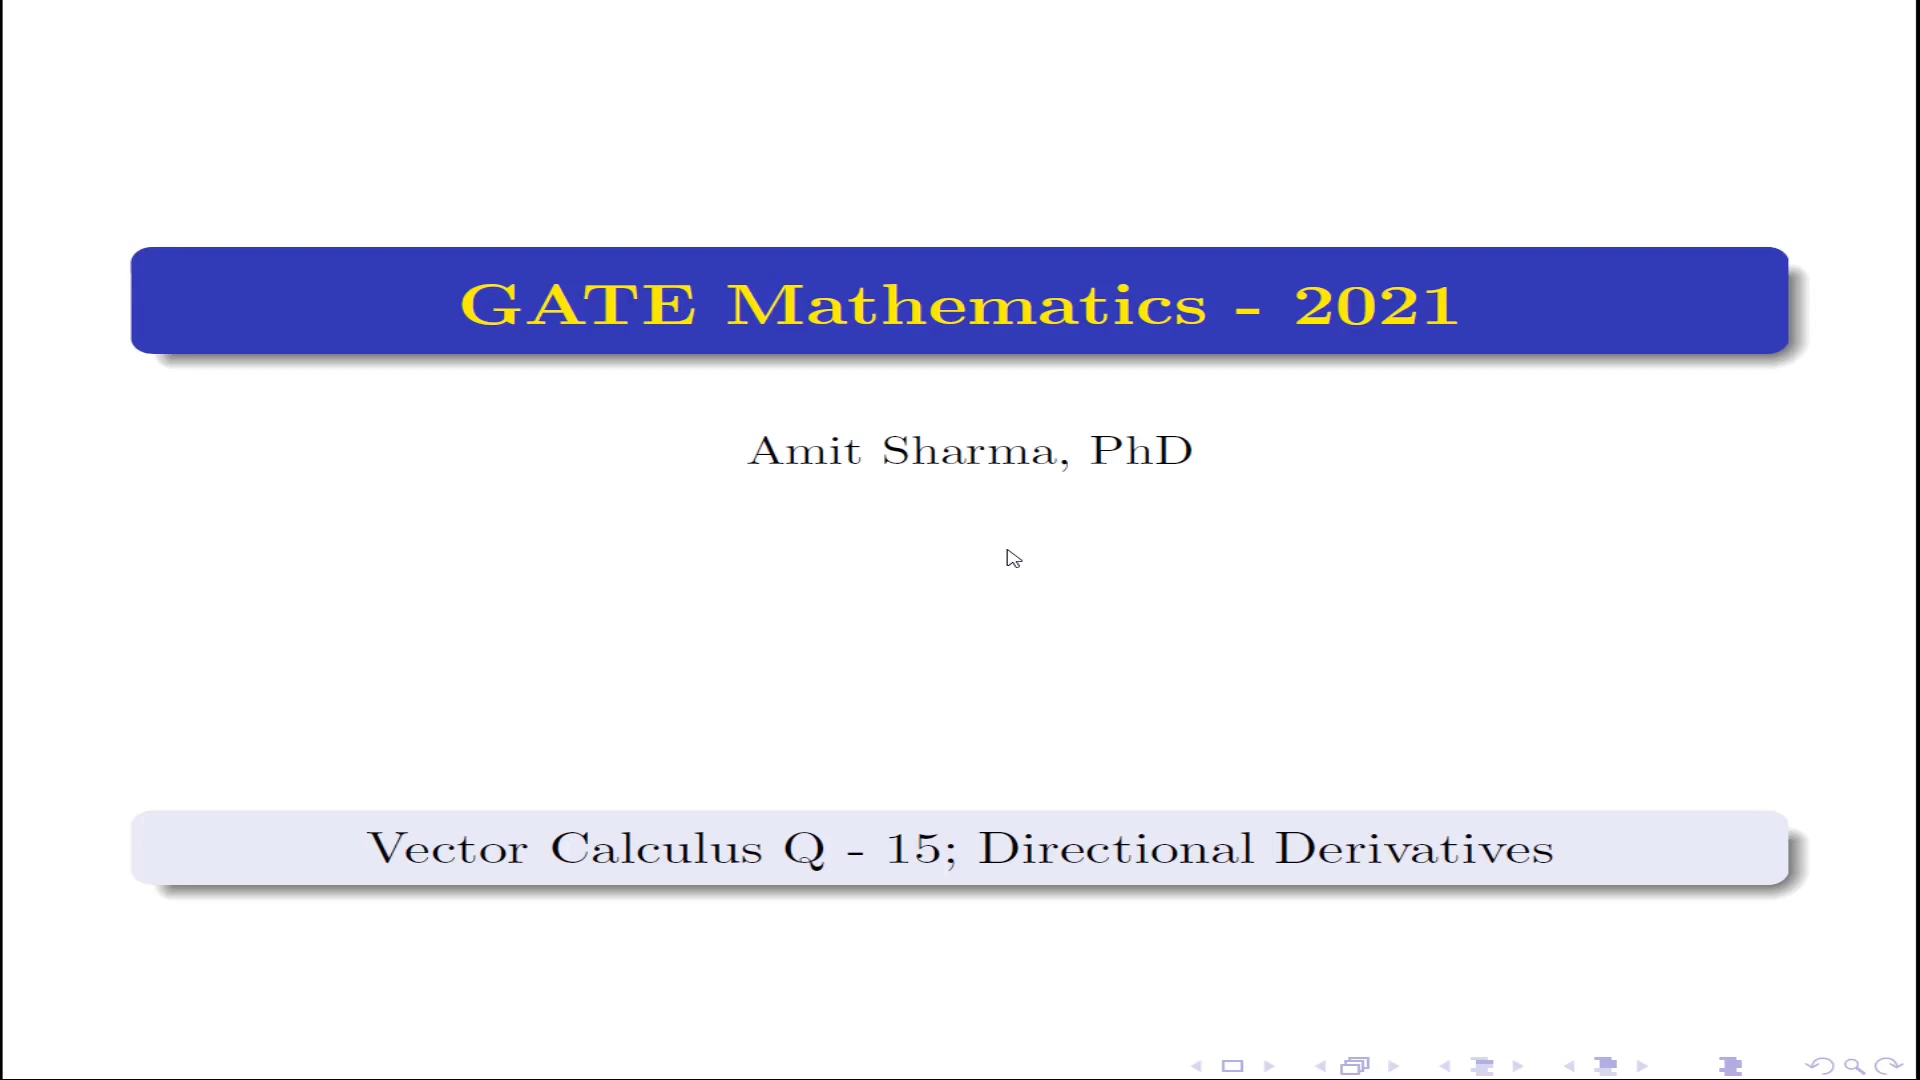 GATE Mathematics - 2021
Amit Sharma, PhD
Vector Calculus Q - 15; Directional Derivatives